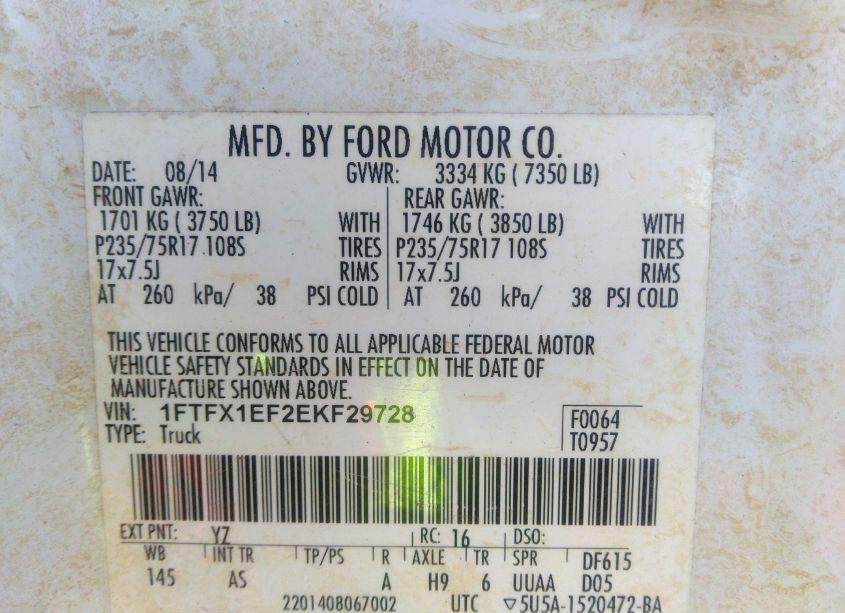 MFD. BY FORD MOTOR CO.
DATE: 08/14 GVWR: 3334 KG ( 7350 LB)
FRONT GAWR: REAR GAWR:
1701 KG ( 3750 LB) WITH 1746 KG ( 3850 LB) WITH
P235/75R17 108S TIRES P235/75R17 108S TIRES
17x7.5J RIMS 17x7.5J RIMS
AT 260 kPa/ 38 PSI COLD AT 260 kPa/ 38 PSI COLD
THIS VEHICLE CONFORMS TO ALL APPLICABLE FEDERAL MOTOR
VEHICLE SAFETY STANDARDS IN EFFECT ON THE DATE OF
MANUFACTURE SHOWN ABOVE.
VIN: 1FTFX1EF2EKF29728 F0064
TYPE: Truck T0957
EXT PNT: YZ RC: 16 DSO:
WB INT TR TP/PS R AXLE TR SPR DF615
145 AS A H9 6 UUAA D05
2201408067002 UTC ▽5U5A-1520472-BA